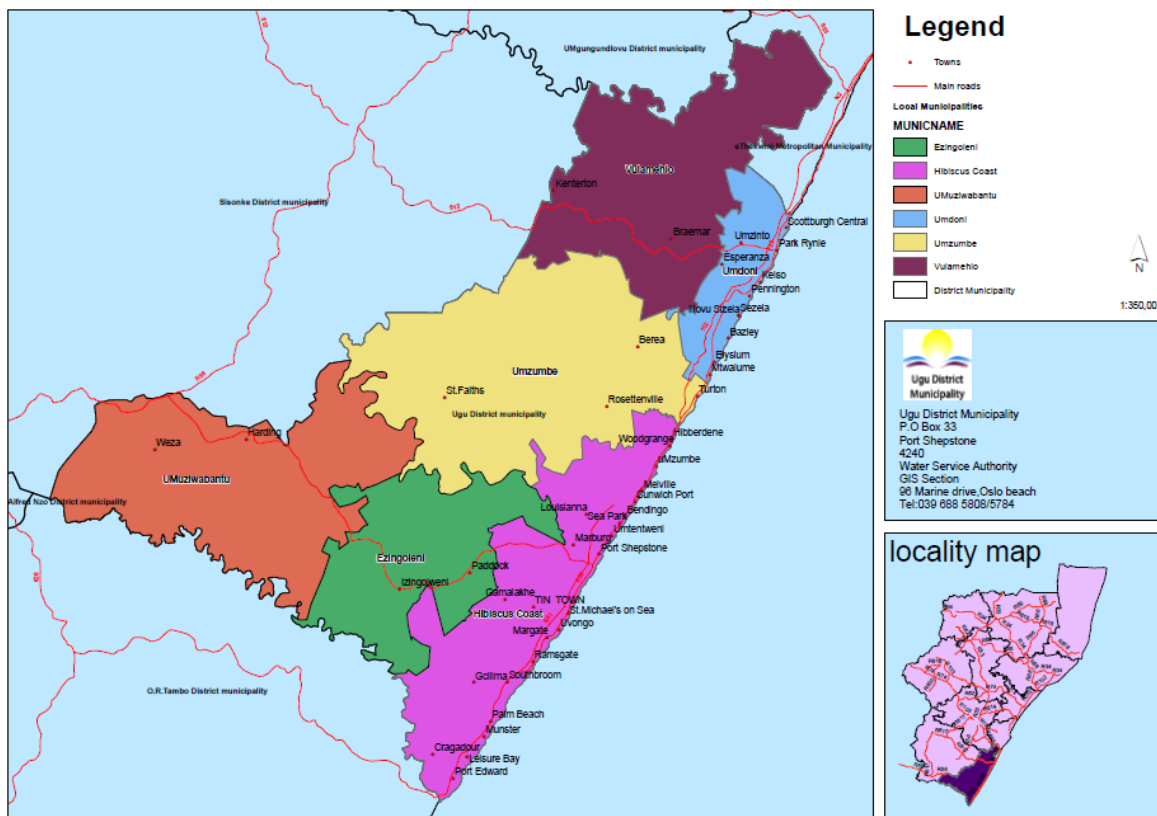 UMgungundlovu District municipality
eThekwini Metropolitan Municipality
Vulamehlo
Kenterton
Sisonke District municipality
Scottburgh Central
Braemar
Umzinto
Park Rynie
Esperanza
Umdoni
Kelso
Pennington
Sezela
Bazley
Berea
Elysium
Mtwalume
Umzumbe
Turton
St.Faiths
Rosettenville
Ugu District municipality
Hibberdene
Woodgrange
Harding
Weza
uMzumbe
UMuziwabantu
Melville
Sunwich Port
Alfred Nzo District municipality
Louisianna
Sea Park
Bendingo
Umtentweni
Marburg
Port Shepstone
Ezingoleni
Paddock
Izingolweni
Gamalakhe
TIN TOWN
St.Michael's on Sea
Hibiscus Coast
Uvongo
Margate
Ramsgate
Gcilima
Southbroom
O.R.Tambo District municipality
Palm Beach
Munster
Cragadour
Leisure Bay
Port Edward
Legend
Towns
Main roads
Local Municipalities
MUNICNAME
Ezingoleni
Hibiscus Coast
UMuziwabantu
Umdoni
Umzumbe
Vulamehlo
District Municipality
N
1:350,00
Ugu District
Municipality
Ugu District Municipality
P.O Box 33
Port Shepstone
4240
Water Service Authority
GIS Section
96 Marine drive,Oslo beach
Tel:039 688 5808/5784
locality map